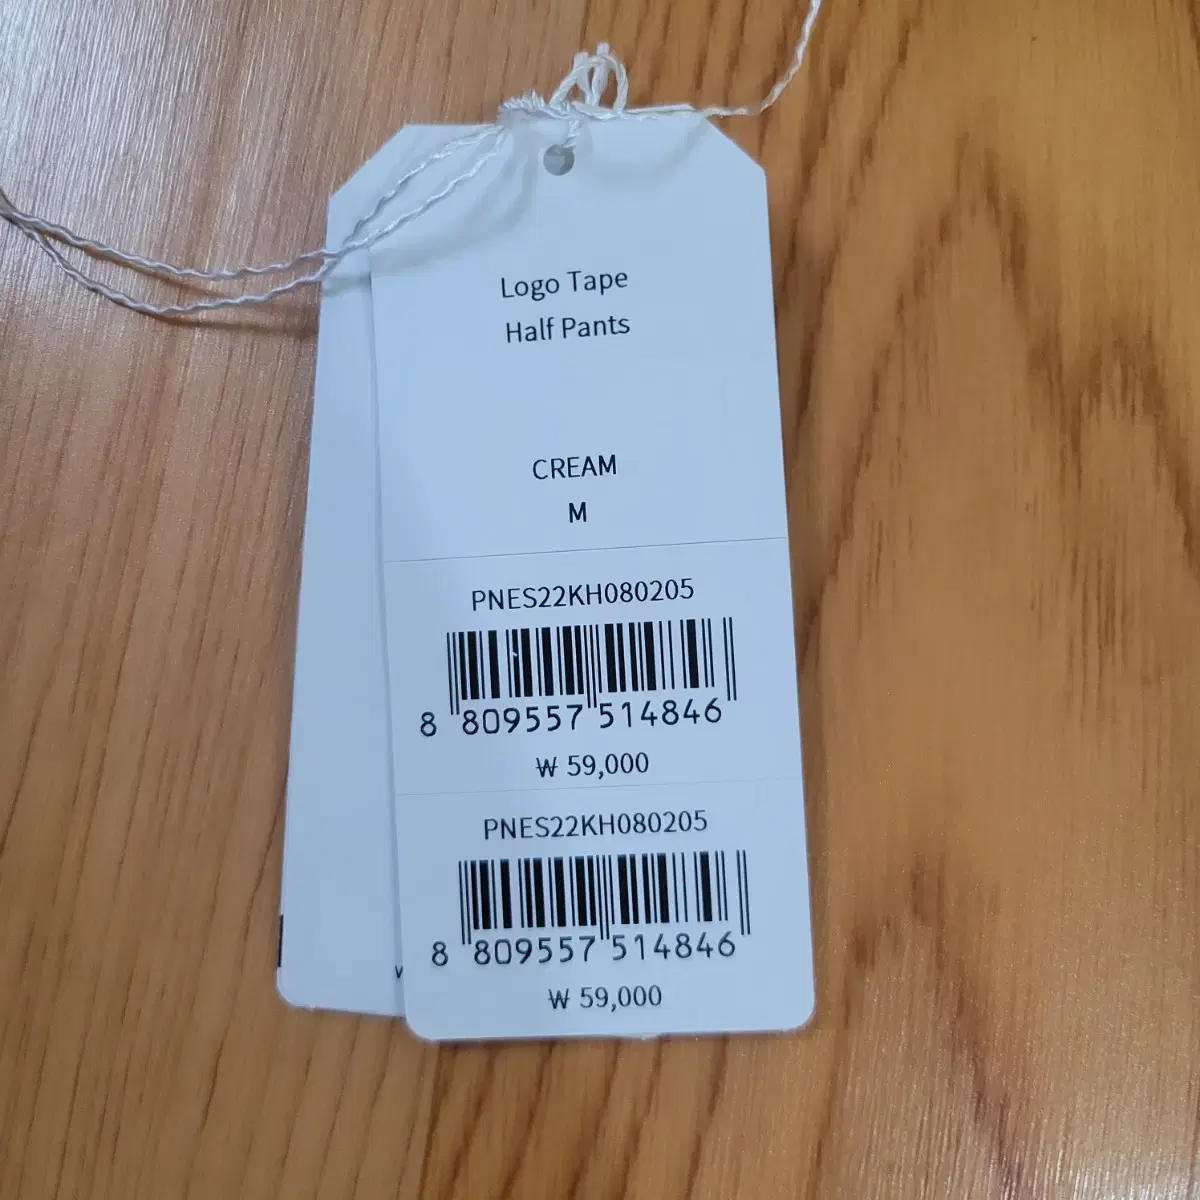 Logo Tape
Half Pants
CREAM
M
PNES22KH080205
8 809557 514846
₩ 59,000
PNES22KH080205
8 809557 514846
₩ 59,000